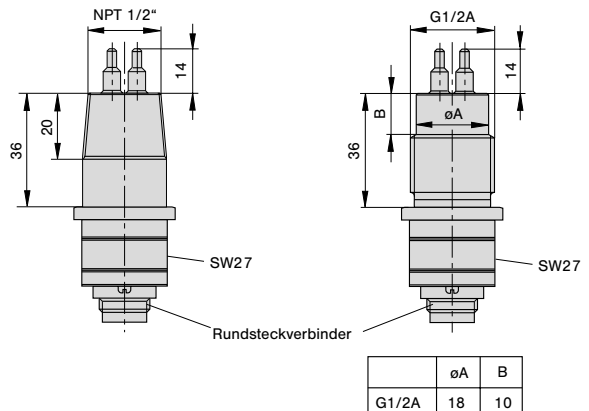 NPT 1/2“
14
20
36
SW27
G1/2A
14
B
øA
36
SW27
Rundsteckverbinder
øA B
G1/2A 18 10